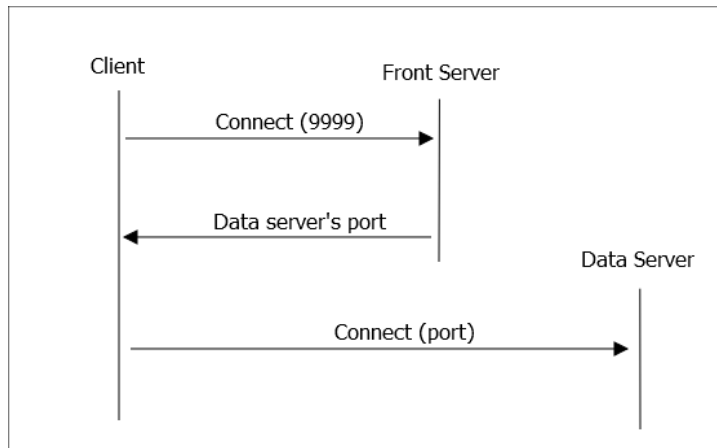 Client
Front Server
Connect (9999)
Data server's port
Data Server
Connect (port)